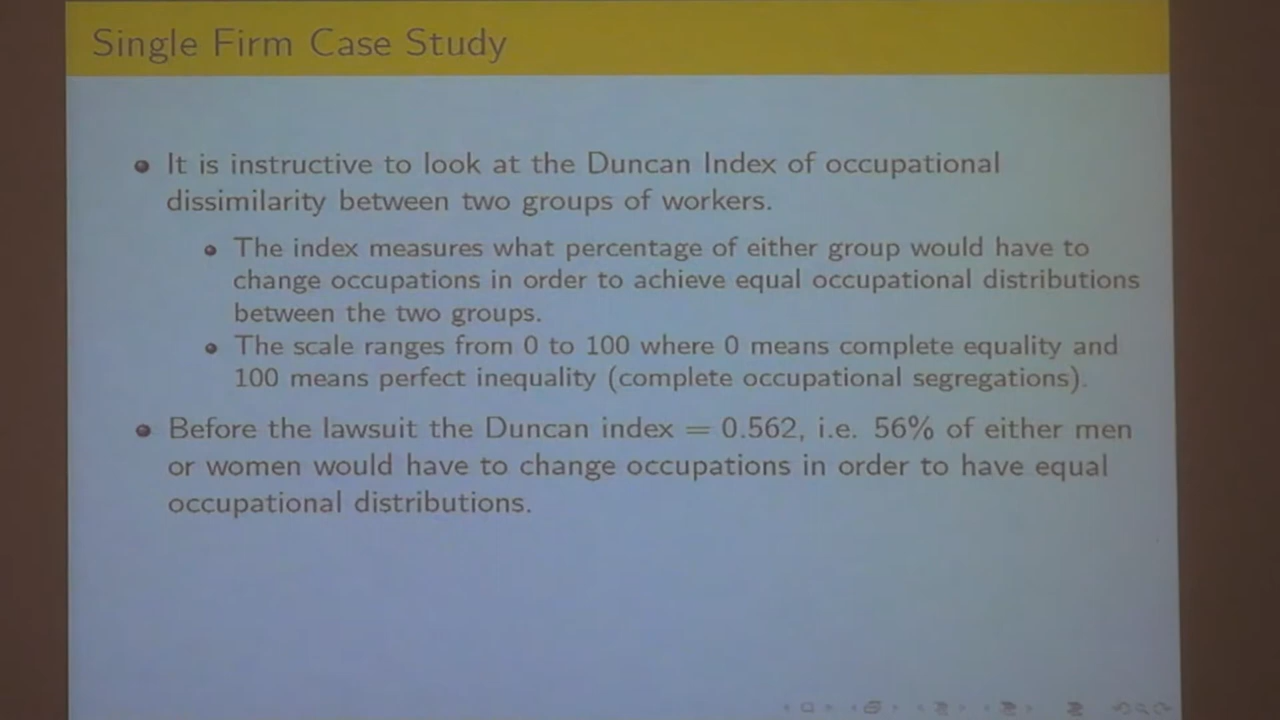 Single Firm Case Study
It is instructive to look at the Duncan Index of occupational
dissimilarity between two groups of workers.
The index measures what percentage of either group would have to
change occupations in order to achieve equal occupational distributions
between the two groups.
The scale ranges from 0 to 100 where 0 means complete equality and
100 means perfect inequality (complete occupational segregations).
Before the lawsuit the Duncan index = 0.562, i.e. 56% of either men
or women would have to change occupations in order to have equal
occupational distributions.